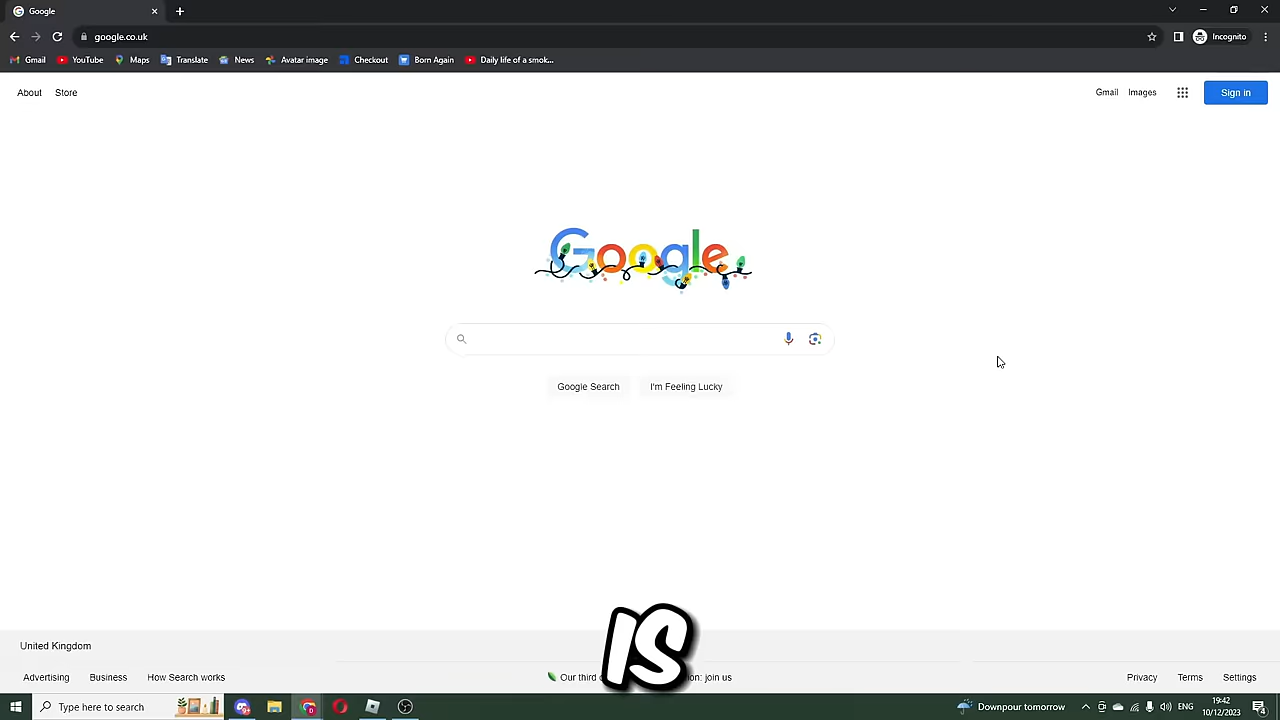 Google
google.co.uk
Incognito
Gmail
YouTube
Maps
Translate
News
Avatar image
Checkout
Born Again
Daily life of a smok...
About
Store
Gmail
Images
Sign in
Google
Google Search
I'm Feeling Lucky
United Kingdom
IS
Advertising
Business
How Search works
Our third
on: join us
Privacy
Terms
Settings
Type here to search
Downpour tomorrow
ENG
19:42
10/12/2023